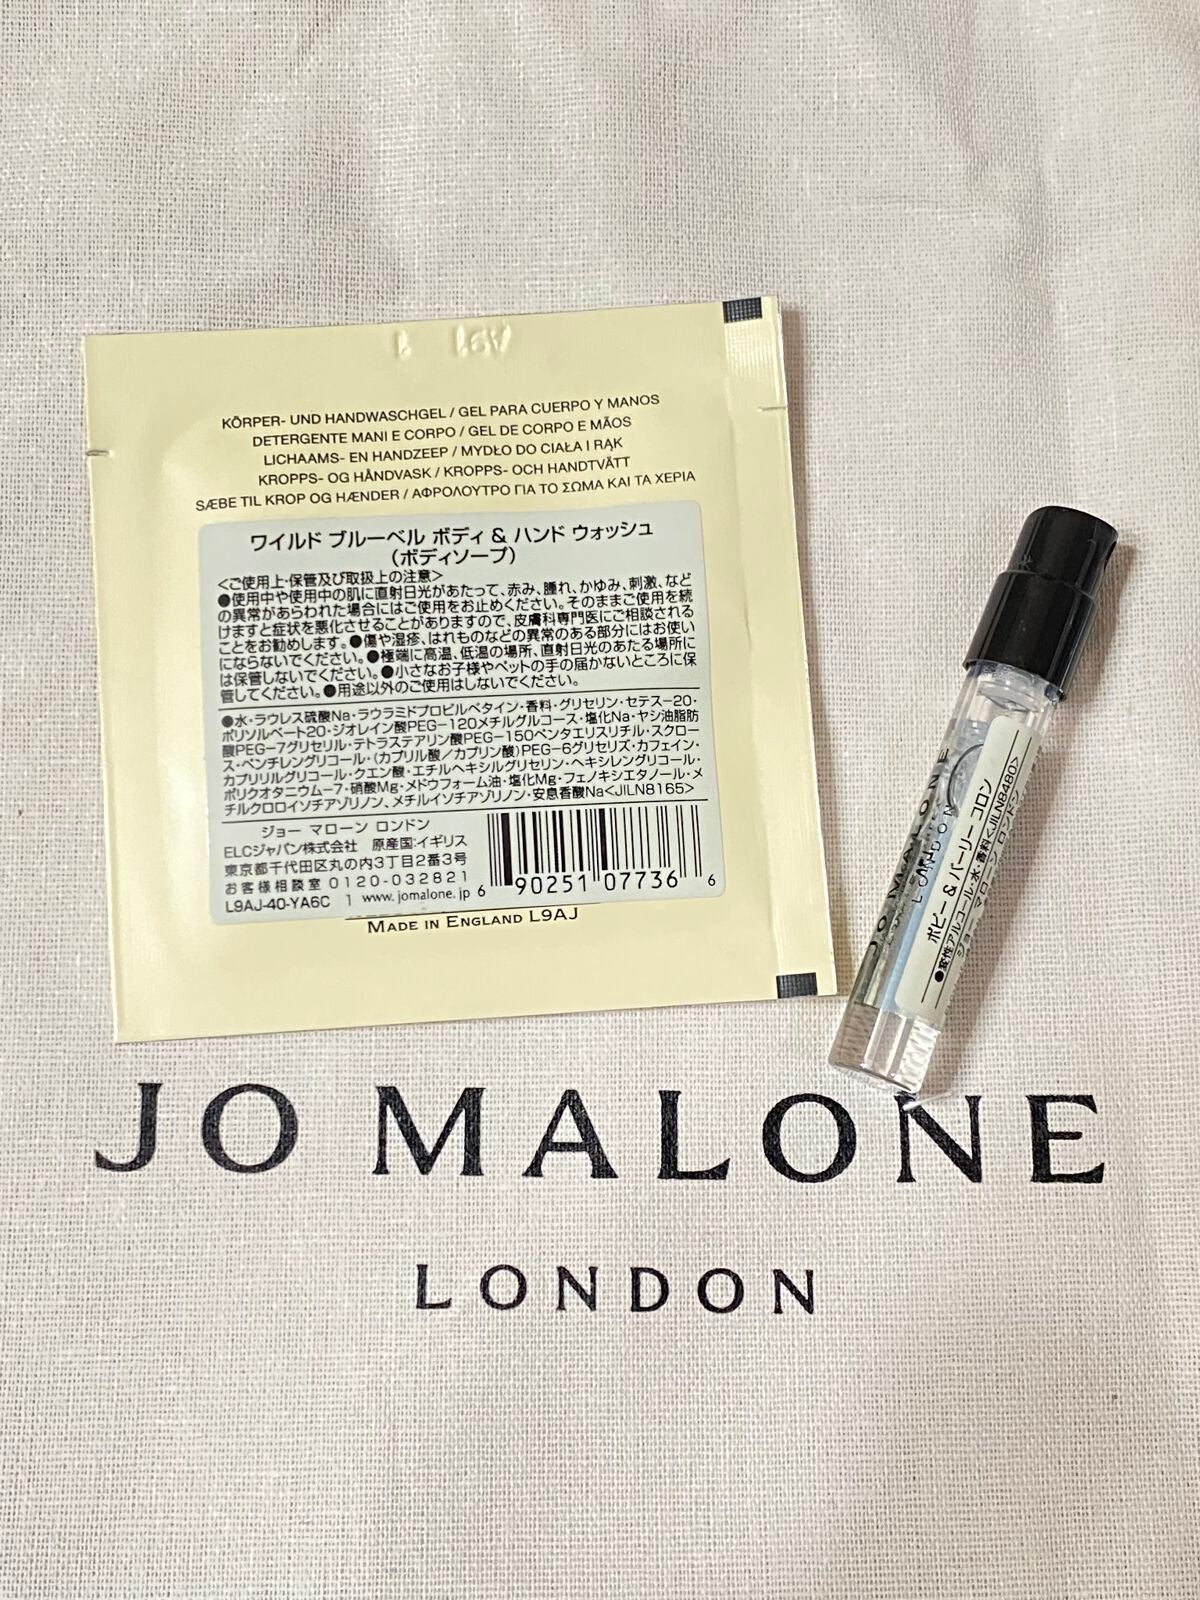 1 A91
KÖRPER- UND HANDWASCHGEL / GEL PARA CUERPO Y MANOS
DETERGENTE MANI E CORPO / GEL DE CORPO E MÃOS
LICHAAMS- EN HANDZEEP / MYDŁO DO CIAŁA I RĄK
KROPPS- OG HÅNDVASK / KROPPS- OCH HANDTVÄTT
SÆBE TIL KROP OG HÆNDER / ΑΦΡΟΛΟΥΤΡΟ ΓΙΑ ΤΟ ΣΩΜΑ ΚΑΙ ΤΑ ΧΕΡΙΑ
ワイルド ブルーベル ボディ & ハンド ウォッシュ
(ボディソープ)
<ご使用上・保管及び取扱上の注意>
●使用中や使用中の肌に直射日光があたって、赤み、腫れ、かゆみ、刺激、など
の異常があらわれた場合にはご使用をお止めください。そのままご使用を続
けますと症状を悪化させることがありますので、皮膚科専門医にご相談される
ことをお勧めします。●傷や湿疹、はれものなどの異常のある部分にはお使い
にならないでください。●極端に高温、低温の場所、直射日光のあたる場所に
は保管しないでください。●小さなお子様やペットの手の届かないところに保
管してください。●用途以外のご使用はしないでください。
●水・ラウレス硫酸Na・ラウラミドプロピルベタイン・香料・グリセリン・セテス-20・
ポリソルベート20・ジオレイン酸PEG-120メチルグルコース・塩化Na・ヤシ油脂肪
酸PEG-7グリセリル・テトラステアリン酸PEG-150ペンタエリスリチル・スクロー
ス・ペンチレングリコール・(カプリル酸/カプリン酸)PEG-6グリセリズ・カフェイン・
カプリリルグリコール・クエン酸・エチルヘキシルグリセリン・ヘキシレングリコール・
ポリクオタニウム-7・硝酸Mg・メドウフォーム油・塩化Mg・フェノキシエタノール・メ
チルクロロイソチアゾリノン、メチルイソチアゾリノン・安息香酸Na<JILN8165>
ジョー マローン ロンドン
ELCジャパン株式会社 原産国:イギリス
東京都千代田区丸の内3丁目2番3号
お客様相談室 0120-032821
L9AJ-40-YA6C 1 www.jomalone.jp
6 90251 07736 6
MADE IN ENGLAND L9AJ
JO MALONE
LONDON
ポピー & バーリー コロン
●変性アルコール・水・香料<JILN8480>
ジョー マローン ロンドン
JO MALONE
LONDON